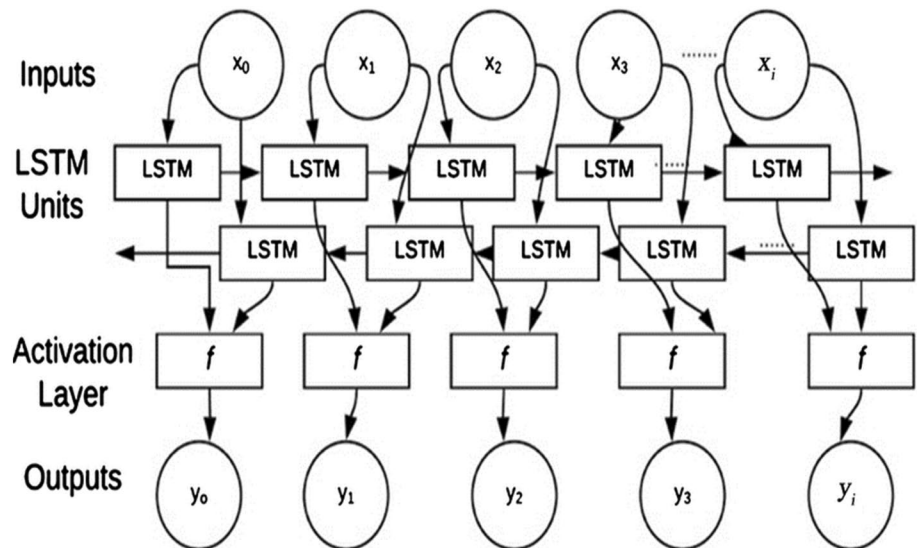 Inputs
x0 x1 x2 x3 ........ xi
LSTM Units
LSTM LSTM LSTM LSTM ...... LSTM
LSTM LSTM LSTM LSTM ...... LSTM
Activation Layer
f f f f f
Outputs
yo y1 y2 y3 yi